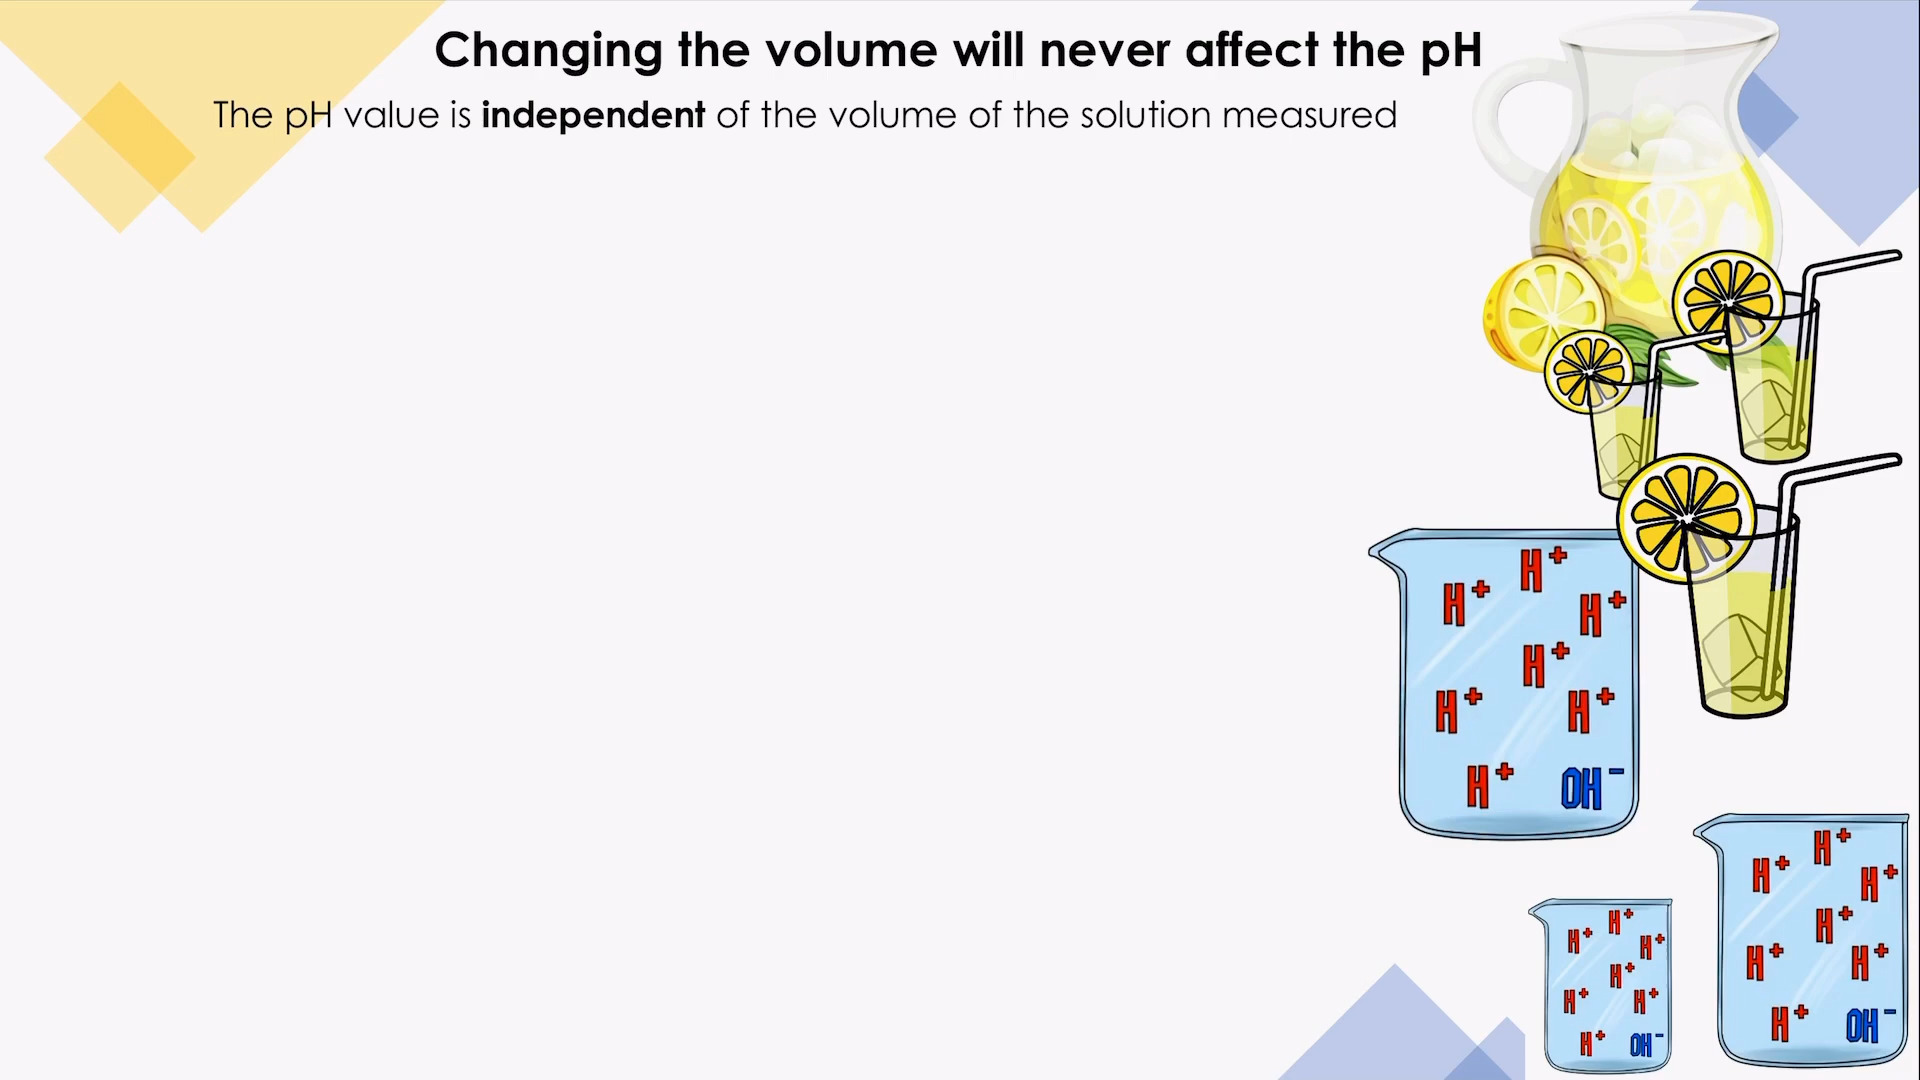 Changing the volume will never affect the pH
The pH value is independent of the volume of the solution measured
H⁺
H⁺
H⁺
H⁺
H⁺
H⁺
H⁺ OH⁻
H⁺
H⁺
H⁺
H⁺
H⁺
H⁺
H⁺ OH⁻
H⁺
H⁺
H⁺
H⁺
H⁺
H⁺
H⁺ OH⁻